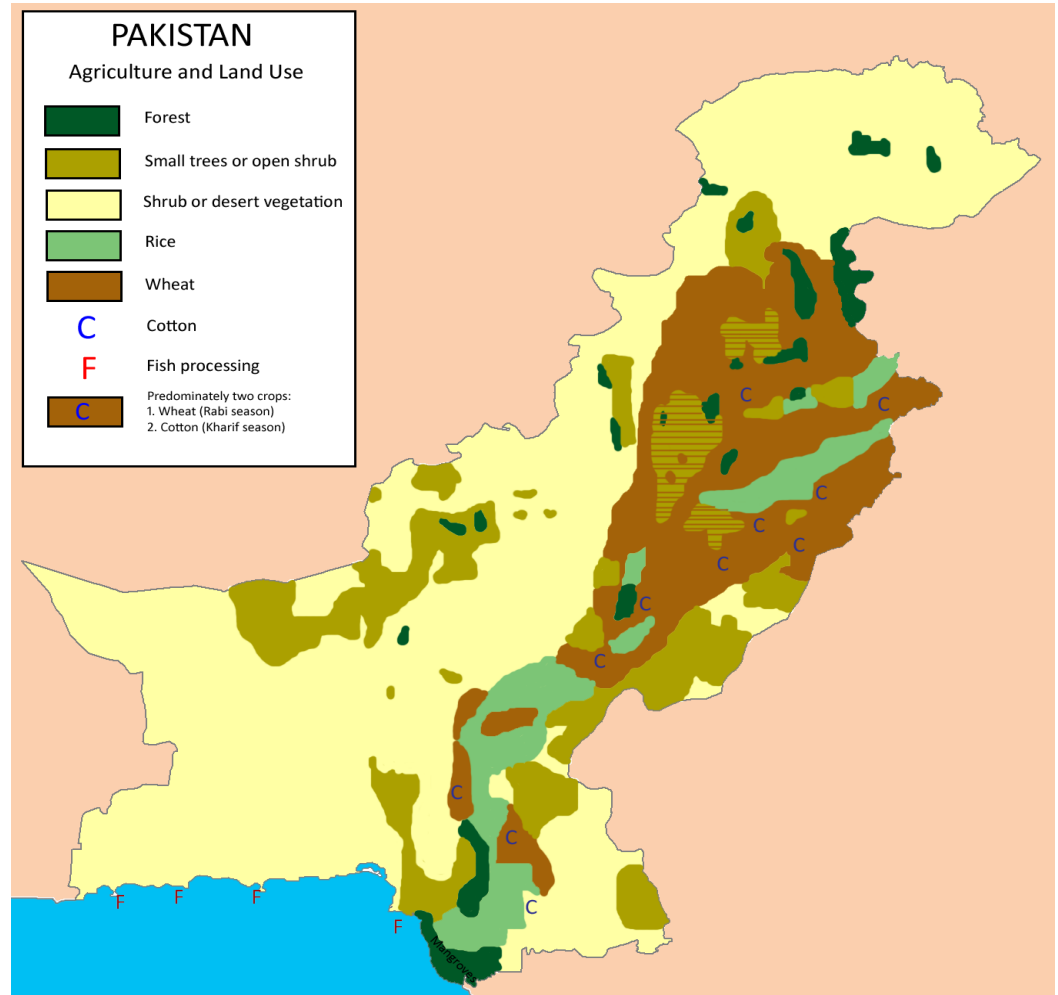 PAKISTAN
Agriculture and Land Use
Forest
Small trees or open shrub
Shrub or desert vegetation
Rice
Wheat
C Cotton
F Fish processing
C
Predominately two crops:
1. Wheat (Rabi season)
2. Cotton (Kharif season)
C
C
C
C
C
C
C
C
C
C
F
F
F
C
F
Mangroves